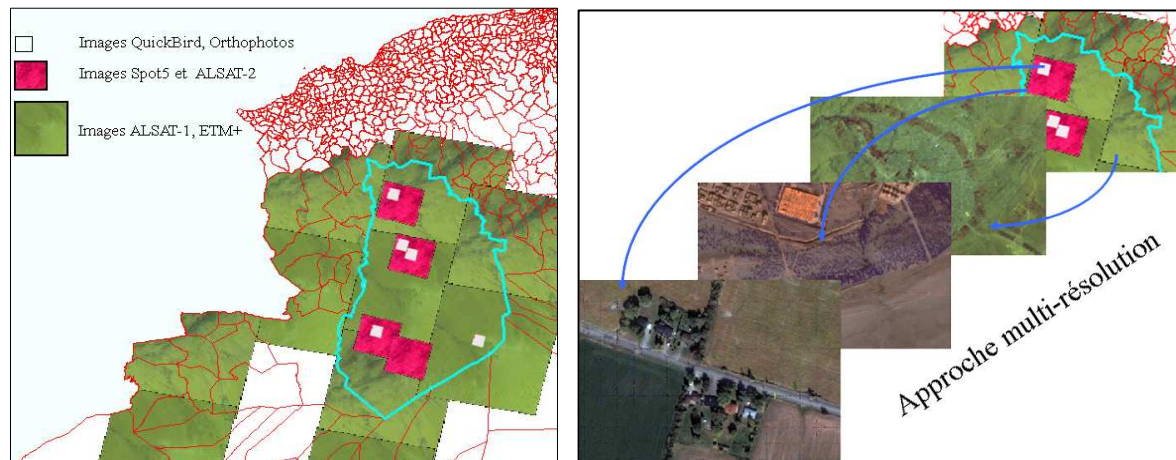 Images QuickBird, Orthophotos
Images Spot5 et ALSAT-2
Images ALSAT-1, ETM+
Approche multi-résolution